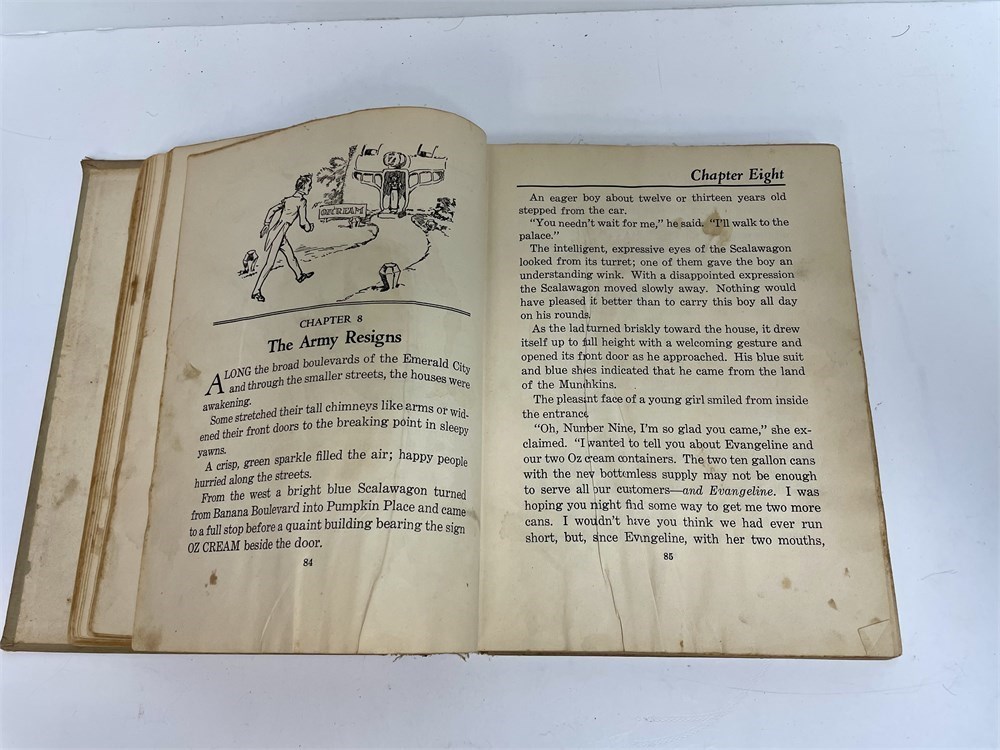 OZ CREAM
CHAPTER 8
The Army Resigns
ALONG the broad boulevards of the Emerald City
and through the smaller streets, the houses were
awakening.
Some stretched their tall chimneys like arms or wid-
ened their front doors to the breaking point in sleepy
yawns.
A crisp, green sparkle filled the air; happy people
hurried along the streets.
From the west a bright blue Scalawagon turned
from Banana Boulevard into Pumpkin Place and came
to a full stop before a quaint building bearing the sign
OZ CREAM beside the door.
84
Chapter Eight
An eager boy about twelve or thirteen years old
stepped from the car.
"You needn't wait for me," he said. "I'll walk to the
palace."
The intelligent, expressive eyes of the Scalawagon
looked from its turret; one of them gave the boy an
understanding wink. With a disappointed expression
the Scalawagon moved slowly away. Nothing would
have pleased it better than to carry this boy all day
on his rounds.
As the lad turned briskly toward the house, it drew
itself up to full height with a welcoming gesture and
opened its front door as he approached. His blue suit
and blue shoes indicated that he came from the land
of the Munchkins.
The pleasant face of a young girl smiled from inside
the entrance.
"Oh, Number Nine, I'm so glad you came," she ex-
claimed. "I wanted to tell you about Evangeline and
our two Oz cream containers. The two ten gallon cans
with the new bottomless supply may not be enough
to serve all our customers—and Evangeline. I was
hoping you might find some way to get me two more
cans. I wouldn't have you think we had ever run
short, but, since Evangeline, with her two mouths,
85